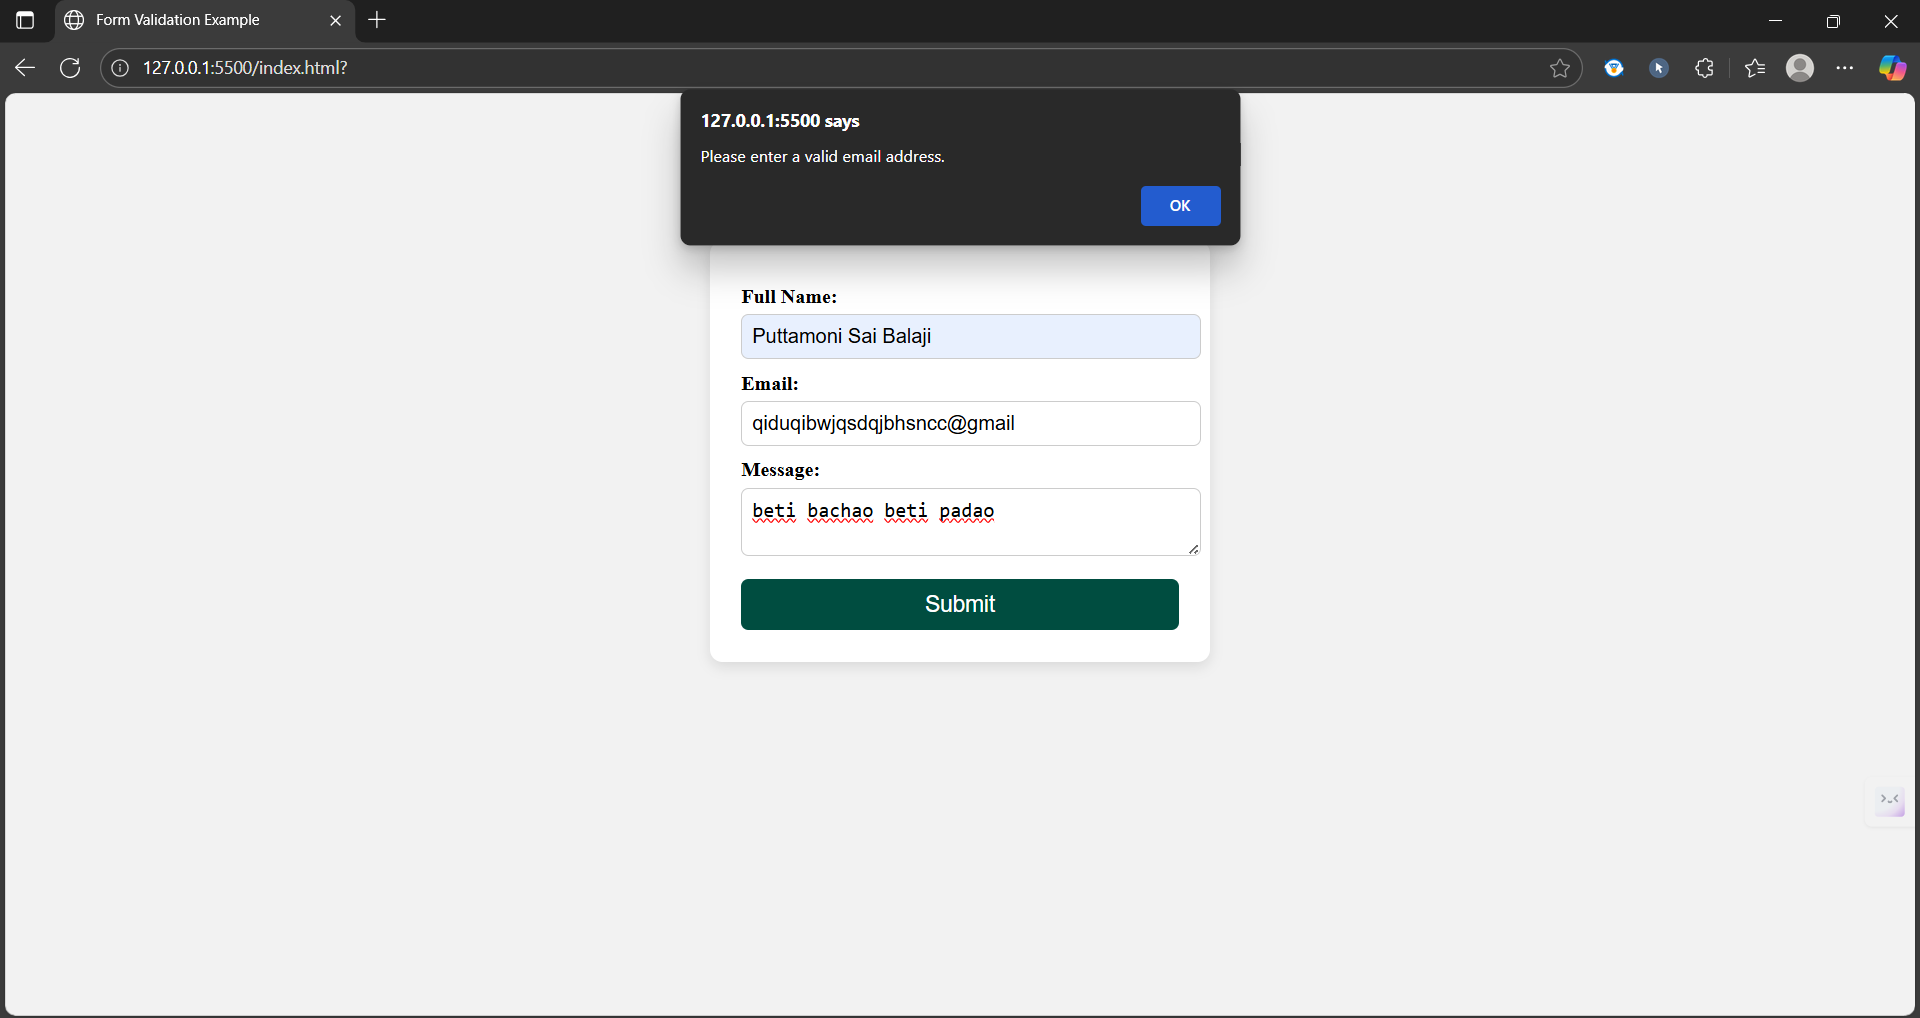 Form Validation Example
127.0.0.1:5500/index.html?
127.0.0.1:5500 says
Please enter a valid email address.
OK
Full Name:
Puttamoni Sai Balaji
Email:
qiduqibwjqsdqjbhsncc@gmail
Message:
beti bachao beti padao
Submit